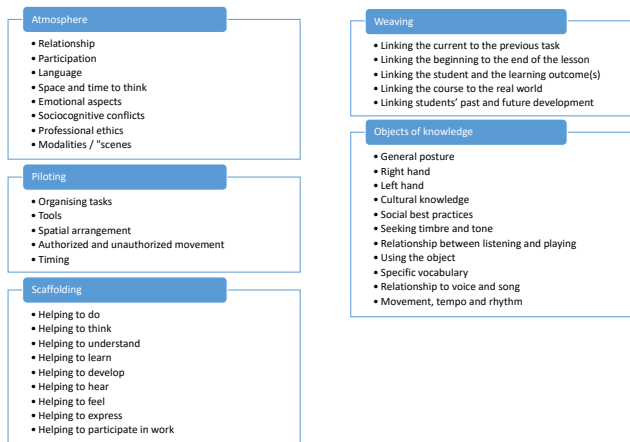 Atmosphere
• Relationship
• Participation
• Language
• Space and time to think
• Emotional aspects
• Sociocognitive conflicts
• Professional ethics
• Modalities / "scenes
Piloting
• Organising tasks
• Tools
• Spatial arrangement
• Authorized and unauthorized movement
• Timing
Scaffolding
• Helping to do
• Helping to think
• Helping to understand
• Helping to learn
• Helping to develop
• Helping to hear
• Helping to feel
• Helping to express
• Helping to participate in work
Weaving
• Linking the current to the previous task
• Linking the beginning to the end of the lesson
• Linking the student and the learning outcome(s)
• Linking the course to the real world
• Linking students' past and future development
Objects of knowledge
• General posture
• Right hand
• Left hand
• Cultural knowledge
• Social best practices
• Seeking timbre and tone
• Relationship between listening and playing
• Using the object
• Specific vocabulary
• Relationship to voice and song
• Movement, tempo and rhythm